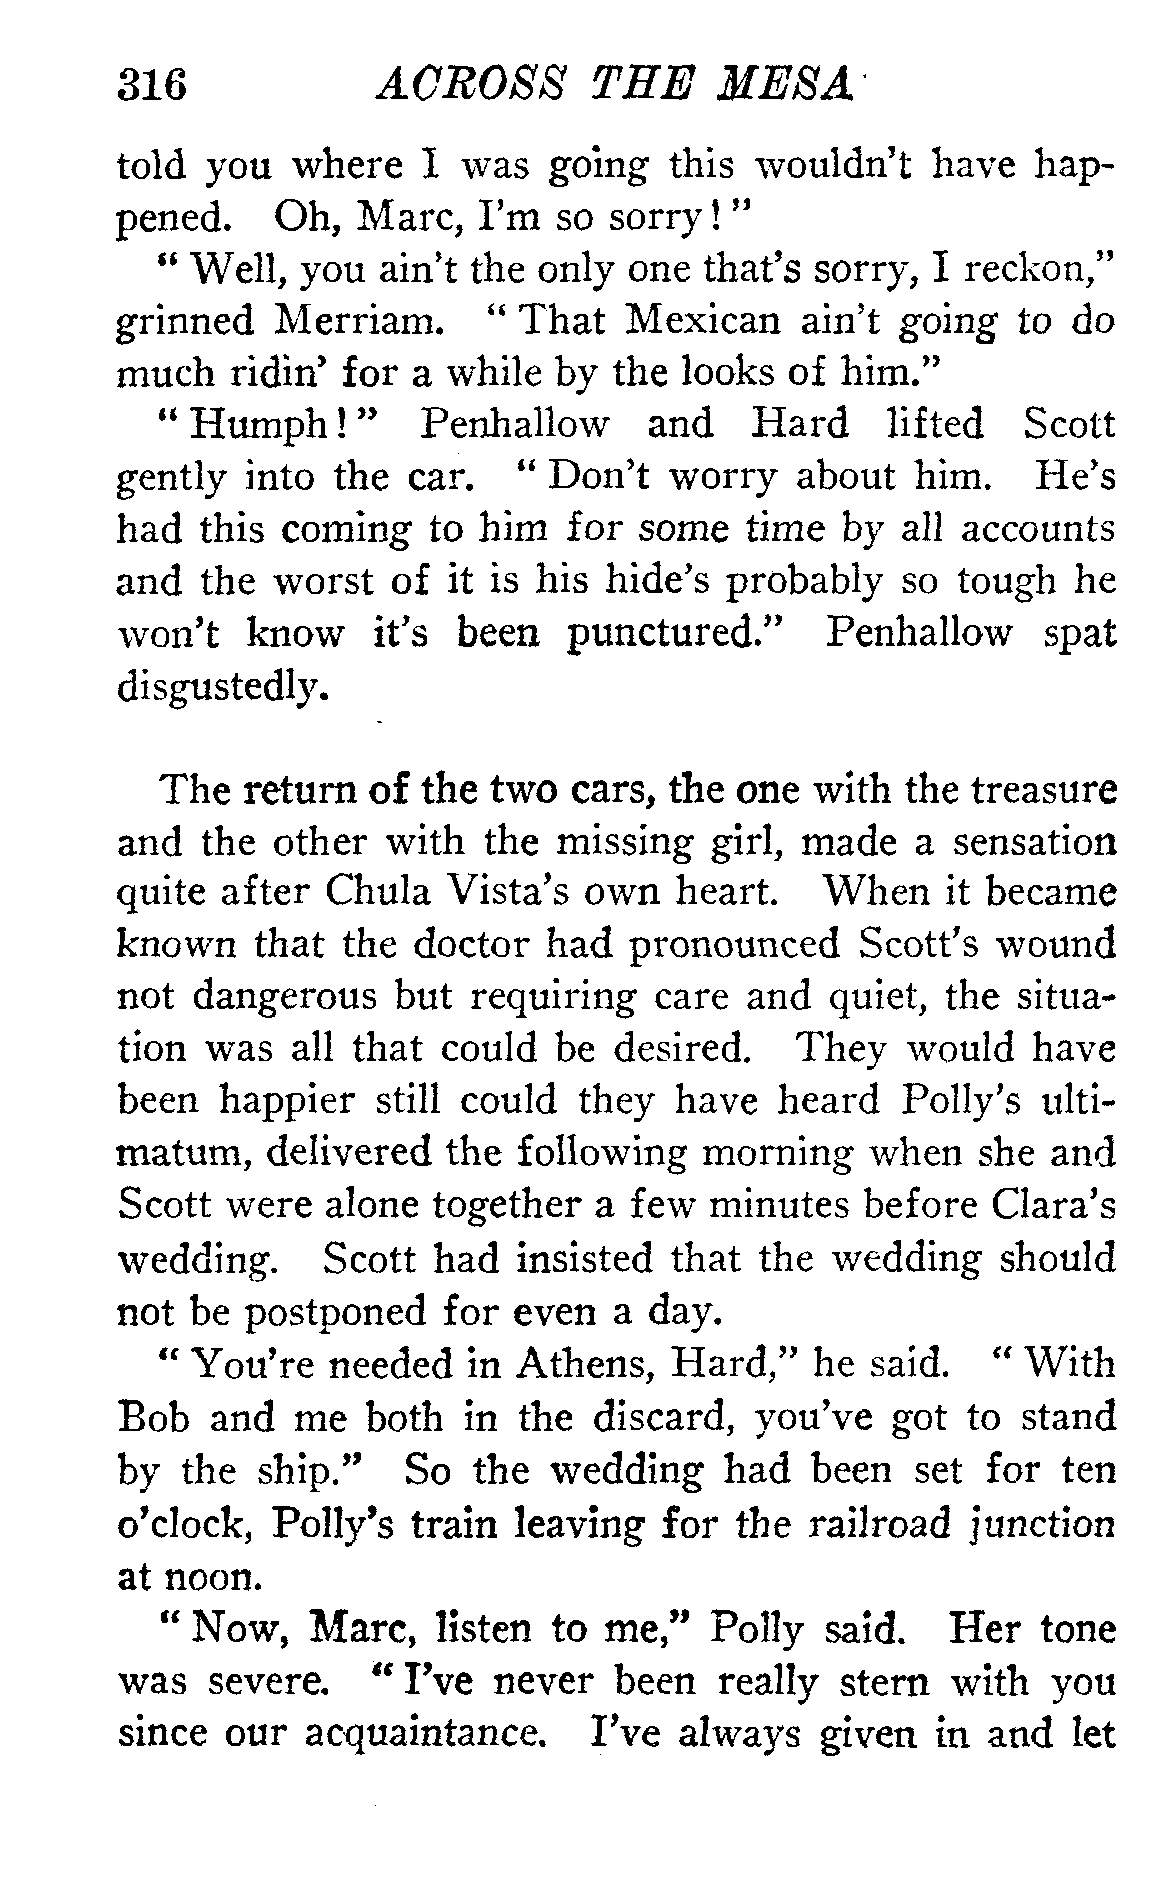 316 ACROSS THE MESA
told you where I was going this wouldn't have hap-
pened. Oh, Marc, I'm so sorry!"
"Well, you ain't the only one that's sorry, I reckon,"
grinned Merriam. "That Mexican ain't going to do
much ridin' for a while by the looks of him."
"Humph!" Penhallow and Hard lifted Scott
gently into the car. "Don't worry about him. He's
had this coming to him for some time by all accounts
and the worst of it is his hide's probably so tough he
won't know it's been punctured." Penhallow spat
disgustedly.
The return of the two cars, the one with the treasure
and the other with the missing girl, made a sensation
quite after Chula Vista's own heart. When it became
known that the doctor had pronounced Scott's wound
not dangerous but requiring care and quiet, the situa-
tion was all that could be desired. They would have
been happier still could they have heard Polly's ulti-
matum, delivered the following morning when she and
Scott were alone together a few minutes before Clara's
wedding. Scott had insisted that the wedding should
not be postponed for even a day.
"You're needed in Athens, Hard," he said. "With
Bob and me both in the discard, you've got to stand
by the ship." So the wedding had been set for ten
o'clock, Polly's train leaving for the railroad junction
at noon.
"Now, Marc, listen to me," Polly said. Her tone
was severe. "I've never been really stern with you
since our acquaintance. I've always given in and let